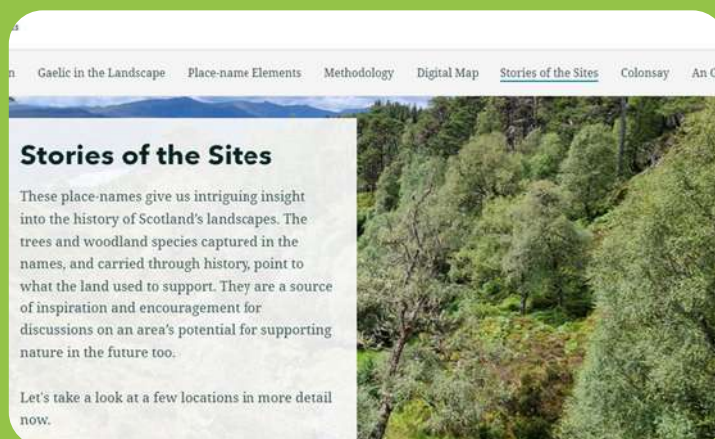 Gaelic in the Landscape Place-name Elements Methodology Digital Map Stories of the Sites Colonsay An
Stories of the Sites
These place-names give us intriguing insight
into the history of Scotland's landscapes. The
trees and woodland species captured in the
names, and carried through history, point to
what the land used to support. They are a source
of inspiration and encouragement for
discussions on an area's potential for supporting
nature in the future too.
Let's take a look at a few locations in more detail
now.